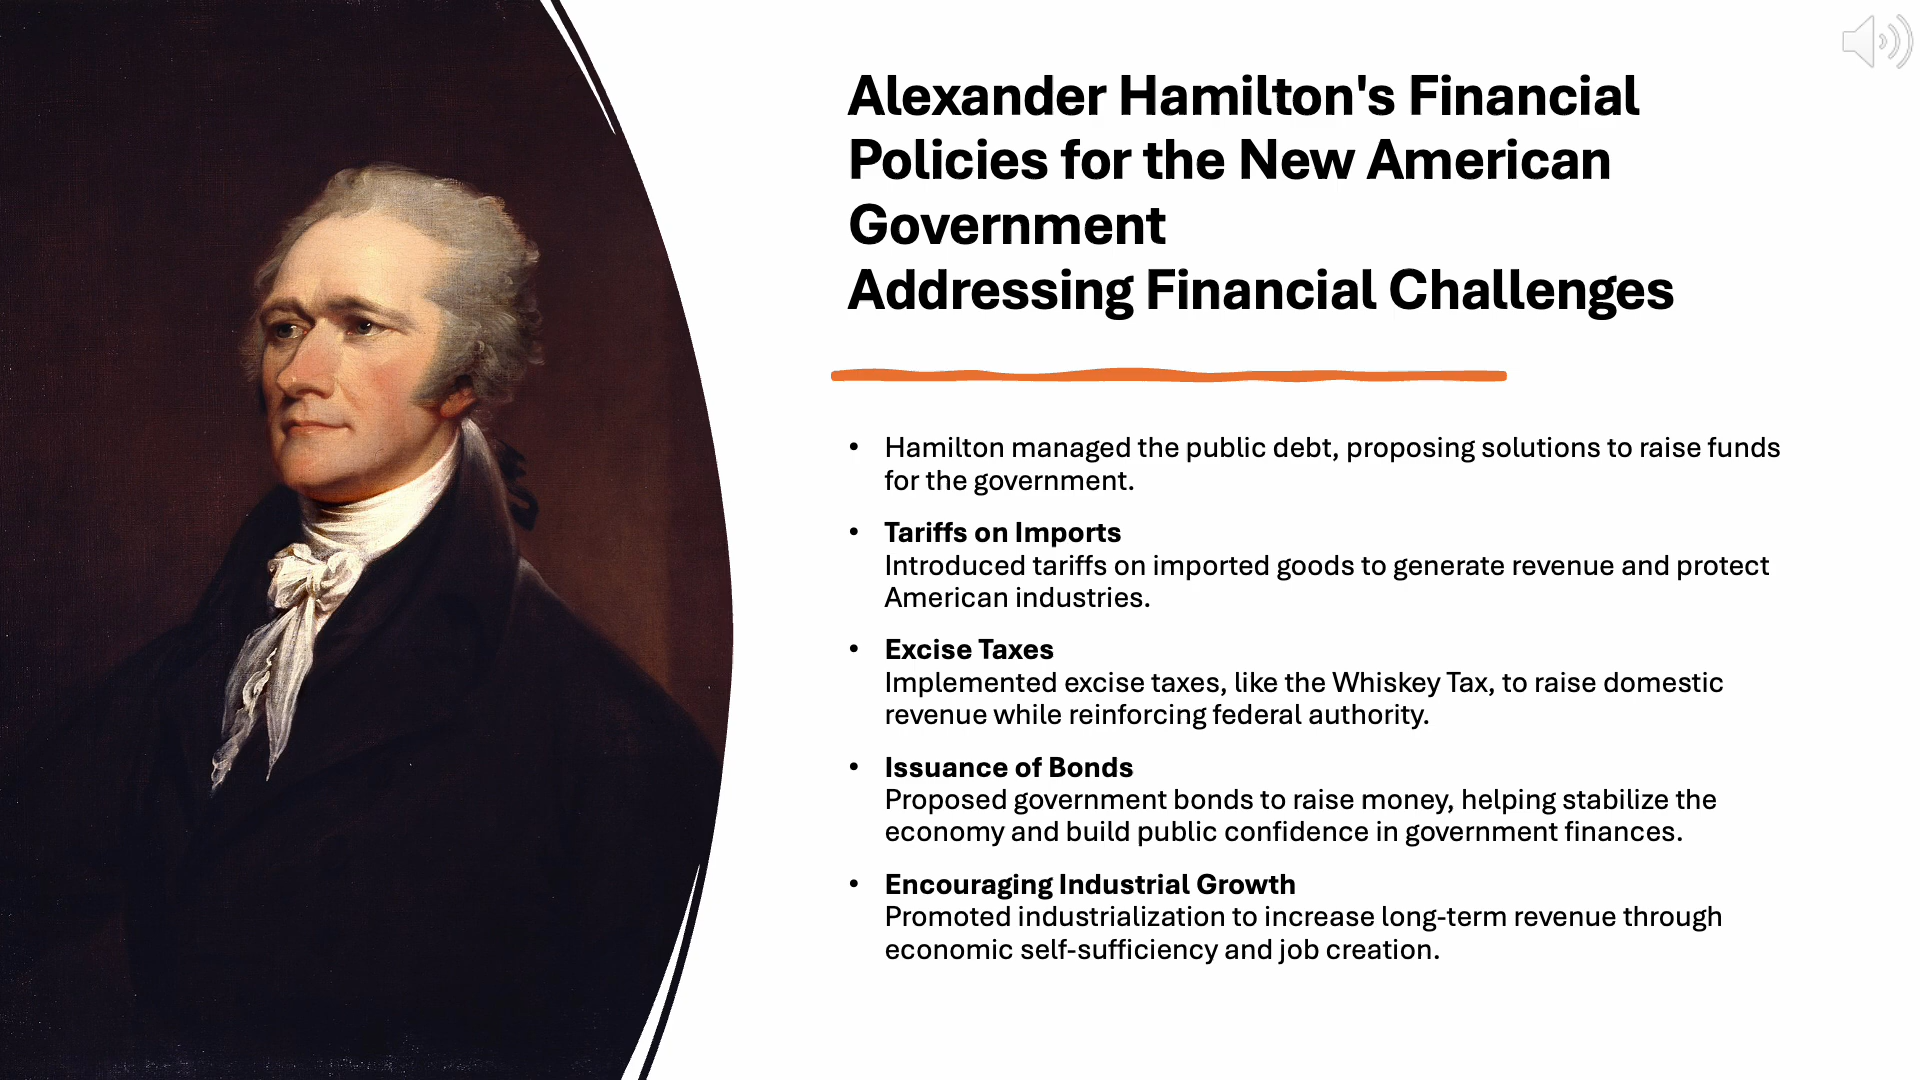 Alexander Hamilton's Financial
Policies for the New American
Government
Addressing Financial Challenges
• Hamilton managed the public debt, proposing solutions to raise funds
for the government.
• Tariffs on Imports
Introduced tariffs on imported goods to generate revenue and protect
American industries.
• Excise Taxes
Implemented excise taxes, like the Whiskey Tax, to raise domestic
revenue while reinforcing federal authority.
• Issuance of Bonds
Proposed government bonds to raise money, helping stabilize the
economy and build public confidence in government finances.
• Encouraging Industrial Growth
Promoted industrialization to increase long-term revenue through
economic self-sufficiency and job creation.